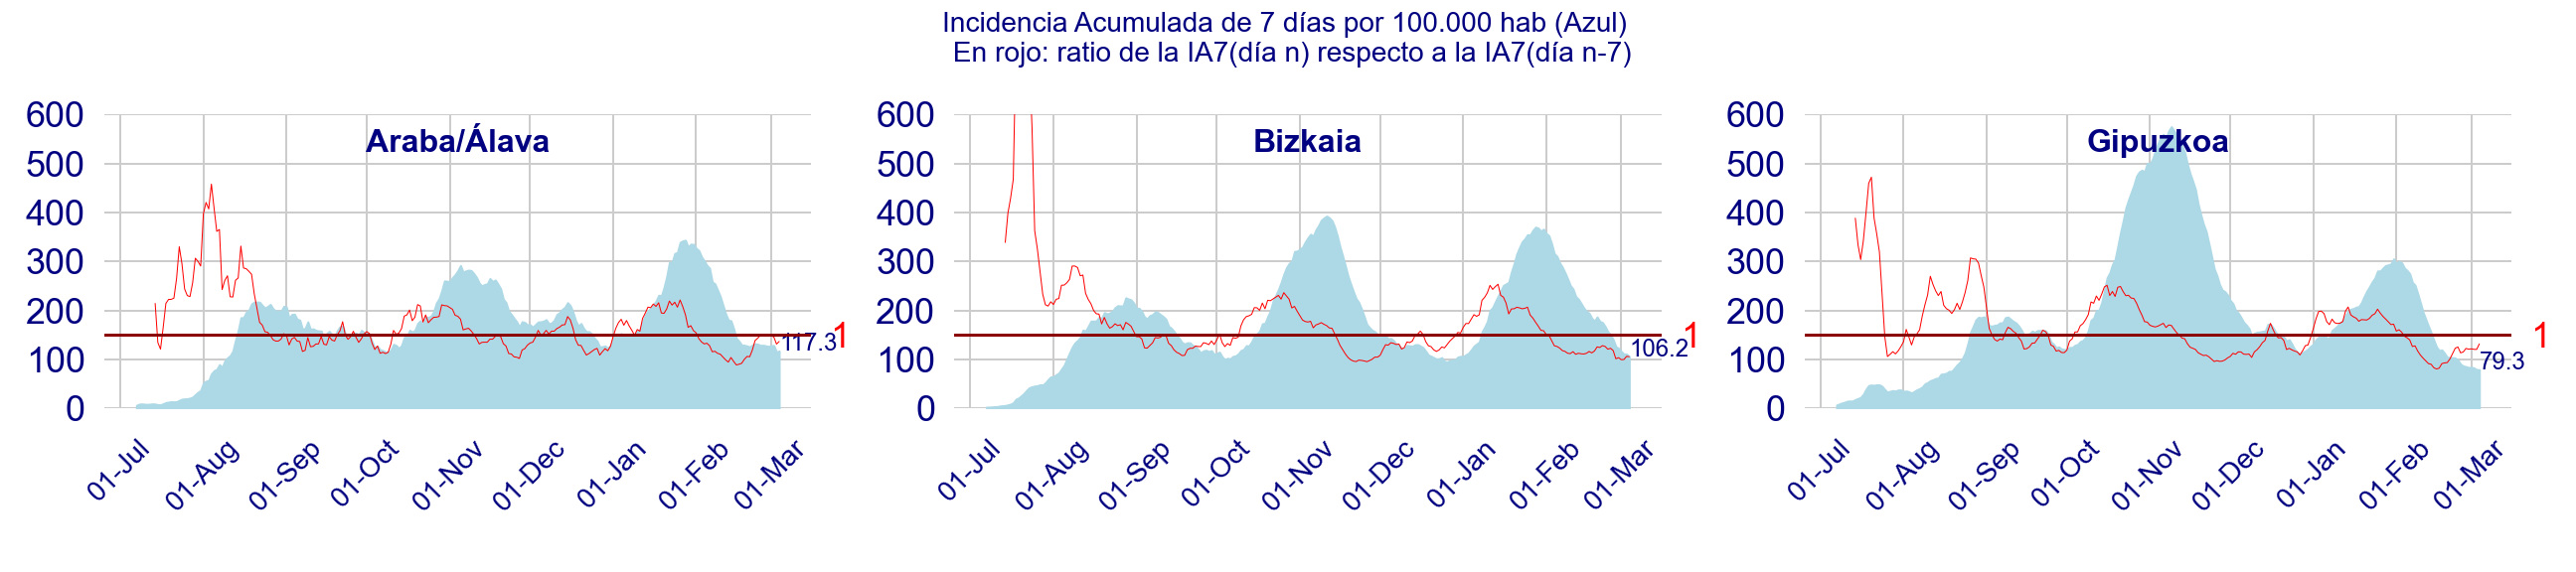 Incidencia Acumulada de 7 días por 100.000 hab (Azul)
En rojo: ratio de la IA7(día n) respecto a la IA7(día n-7)
Araba/Álava
600
500
400
300
200
100
0
117.3
1
01-Jul
01-Aug
01-Sep
01-Oct
01-Nov
01-Dec
01-Jan
01-Feb
01-Mar
Bizkaia
600
500
400
300
200
100
0
106.2
1
01-Jul
01-Aug
01-Sep
01-Oct
01-Nov
01-Dec
01-Jan
01-Feb
01-Mar
Gipuzkoa
600
500
400
300
200
100
0
79.3
1
01-Jul
01-Aug
01-Sep
01-Oct
01-Nov
01-Dec
01-Jan
01-Feb
01-Mar